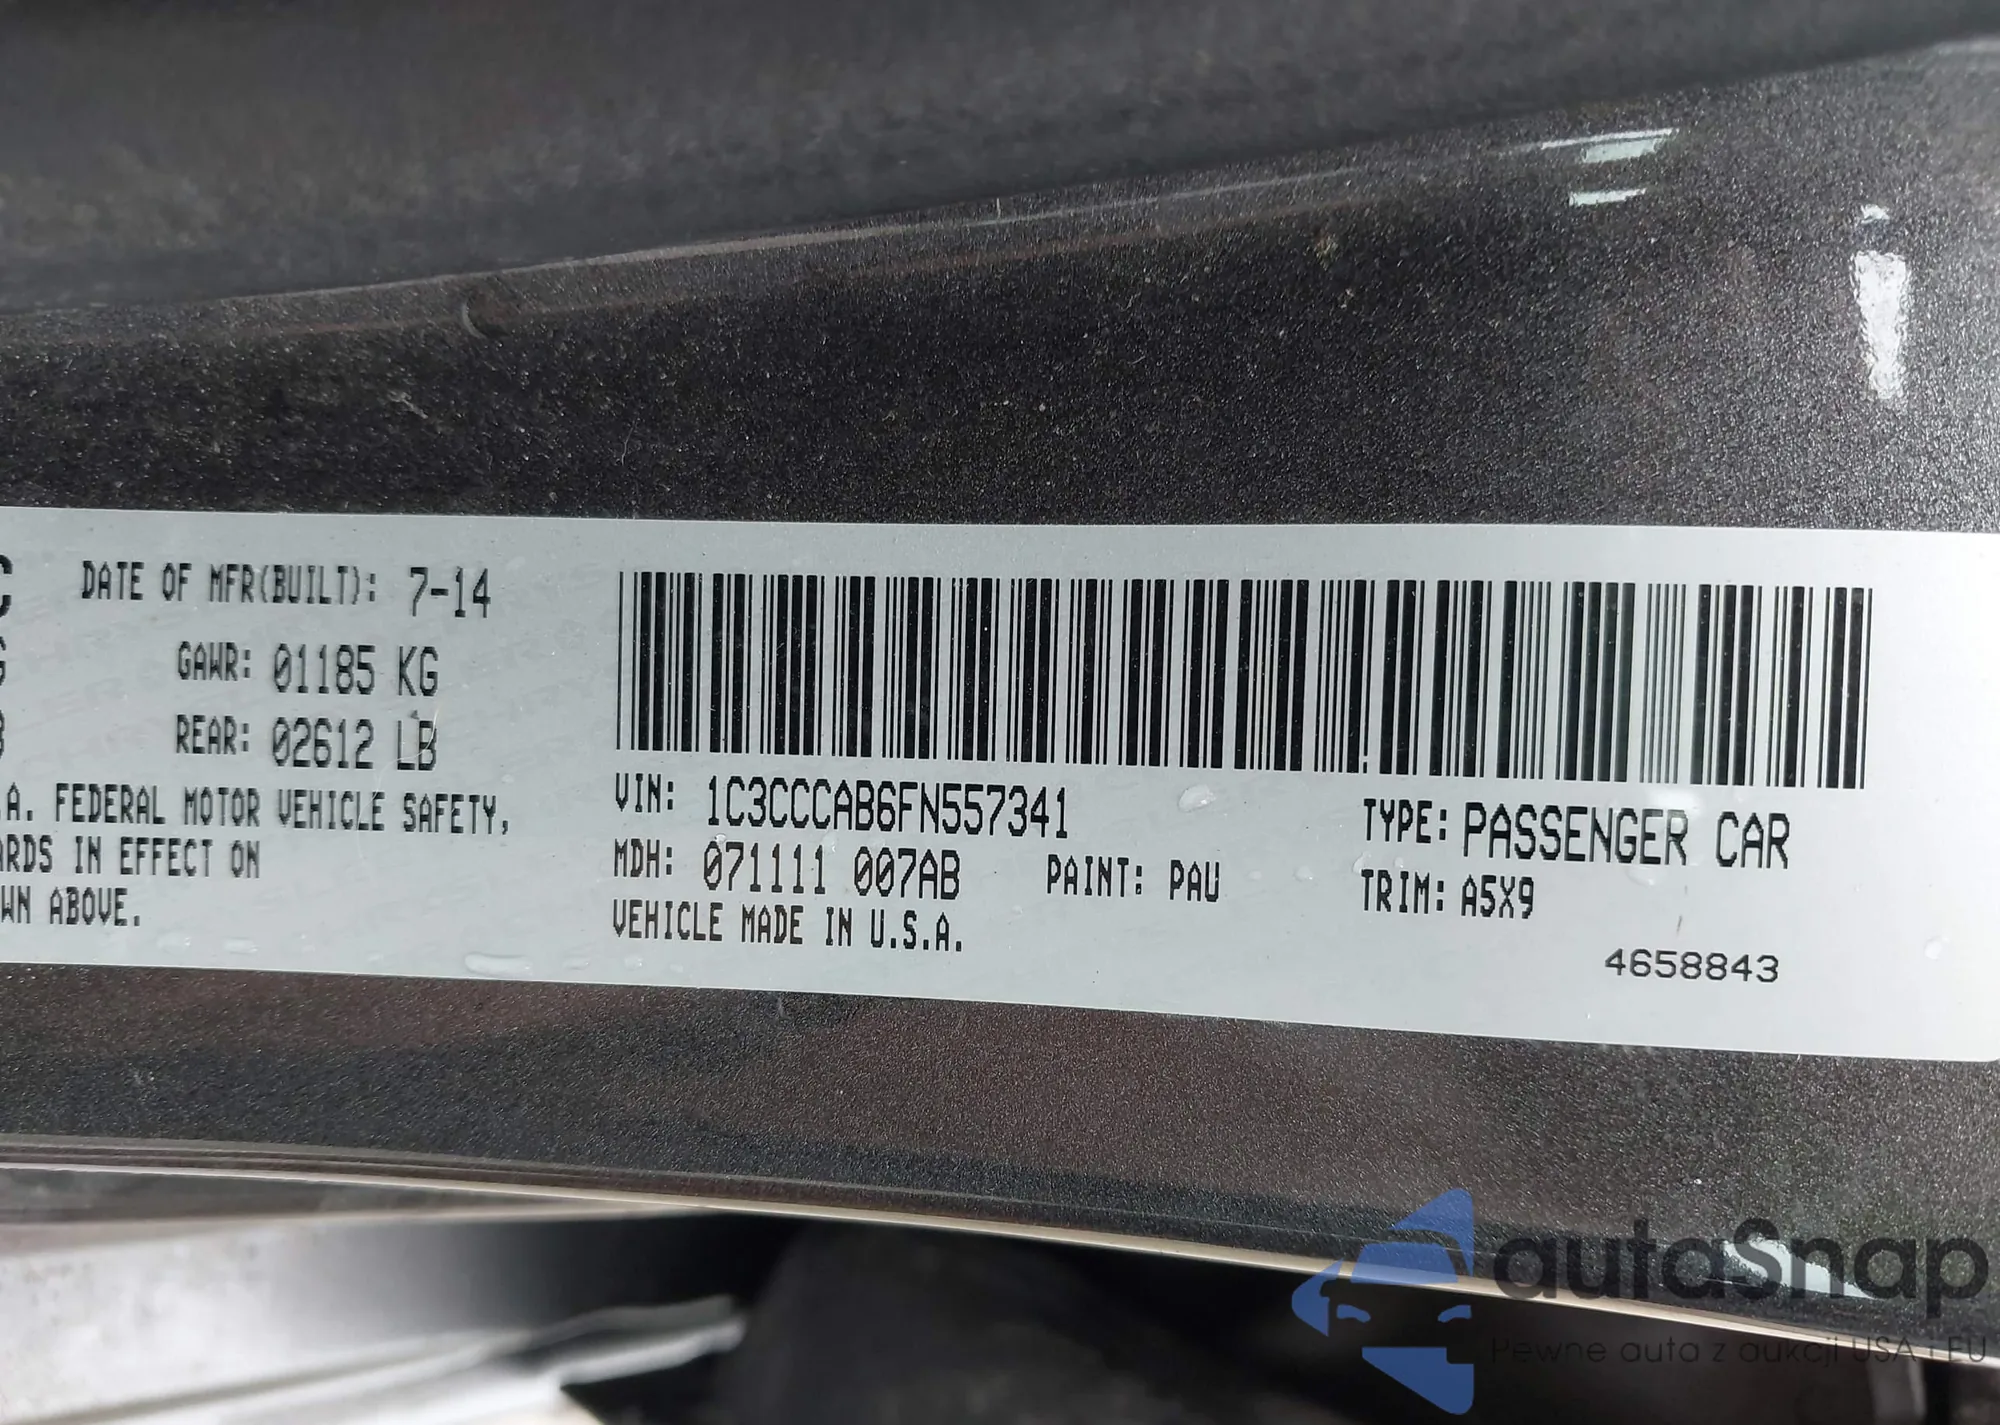 DATE OF MFR(BUILT): 7-14
GAWR: 01185 KG
REAR: 02612 LB
.A. FEDERAL MOTOR VEHICLE SAFETY,
ARDS IN EFFECT ON
WN ABOVE.
VIN: 1C3CCCAB6FN557341
TYPE: PASSENGER CAR
MDH: 071111 007AB PAINT: PAU
TRIM: A5X9
VEHICLE MADE IN U.S.A.
4658843
autoSnap
Pewne auta z aukcji USA i EU